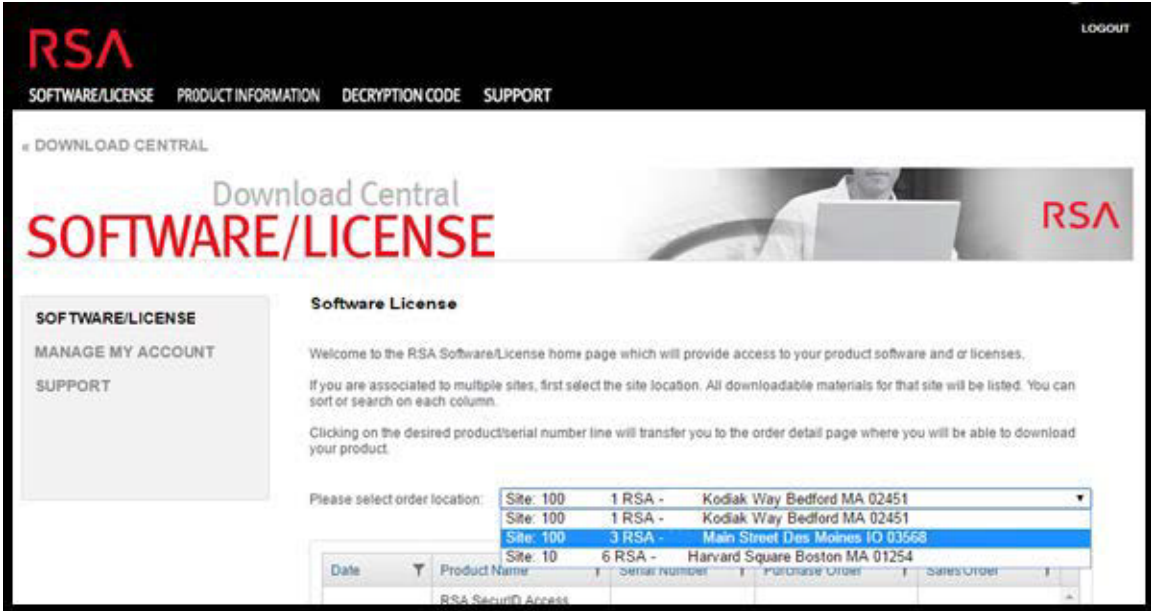 LOGOUT
RSA
SOFTWARE/LICENSE PRODUCT INFORMATION DECRYPTION CODE SUPPORT
« DOWNLOAD CENTRAL
Download Central
SOFTWARE/LICENSE
RSA
SOFTWARE/LICENSE
MANAGE MY ACCOUNT
SUPPORT
Software License
Welcome to the RSA Software/License home page which will provide access to your product software and or licenses.
If you are associated to multiple sites, first select the site location. All downloadable materials for that site will be listed. You can
sort or search on each column.
Clicking on the desired product/serial number line will transfer you to the order detail page where you will be able to download
your product.
Please select order location: Site: 100 1 RSA - Kodiak Way Bedford MA 02451
Site: 100 1 RSA - Kodiak Way Bedford MA 02451
Site: 100 3 RSA - Main Street Des Moines IO 03568
Site: 10 6 RSA - Harvard Square Boston MA 01254
Date Product Name Serial Number Purchase Order Sales Order
RSA SecurID Access